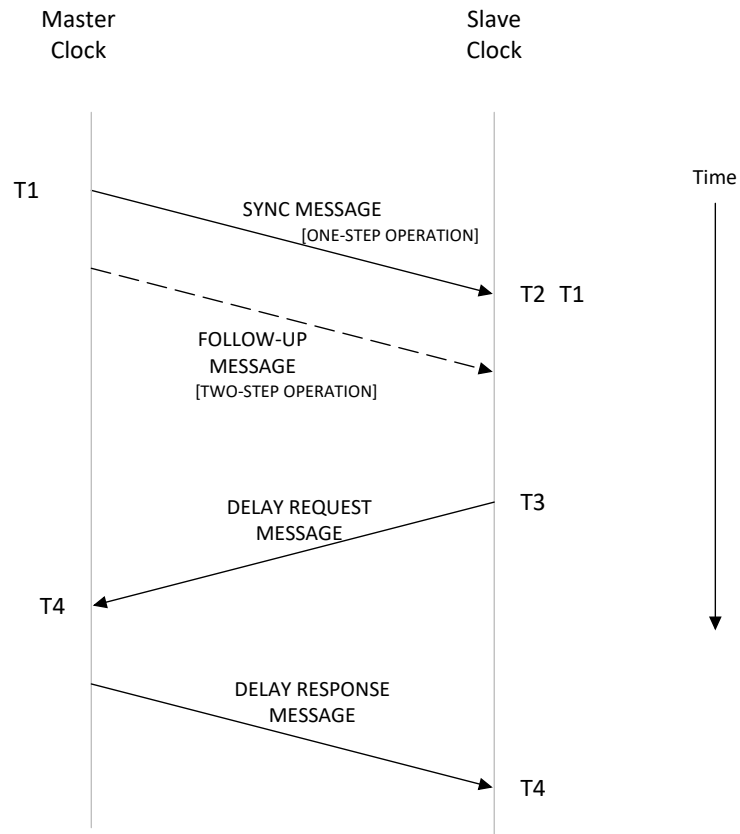 Master
Clock
Slave
Clock
T1
SYNC MESSAGE
[ONE-STEP OPERATION]
Time
T2 T1
FOLLOW-UP
MESSAGE
[TWO-STEP OPERATION]
T3
DELAY REQUEST
MESSAGE
T4
DELAY RESPONSE
MESSAGE
T4